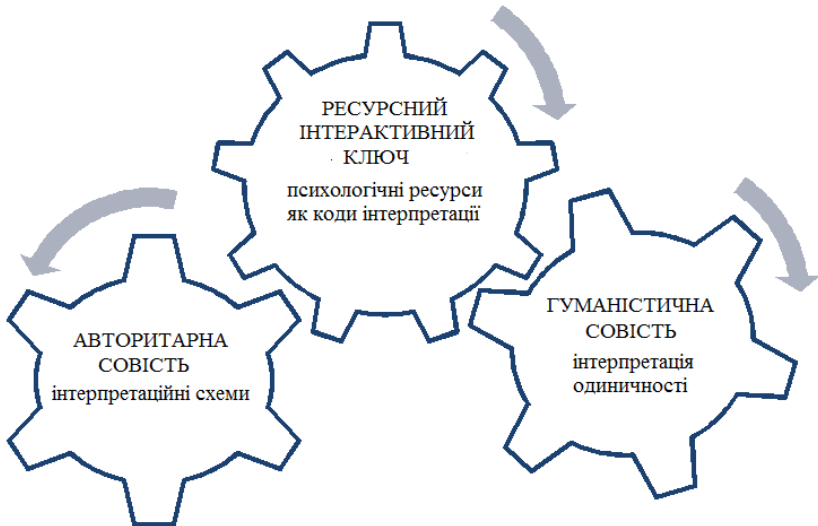 РЕСУРСНИЙ
ІНТЕРАКТИВНИЙ
КЛЮЧ
психологічні ресурси
як коди інтерпретації
АВТОРИТАРНА
СОВІСТЬ
інтерпретаційні схеми
ГУМАНІСТИЧНА
СОВІСТЬ
інтерпретація
одиничності